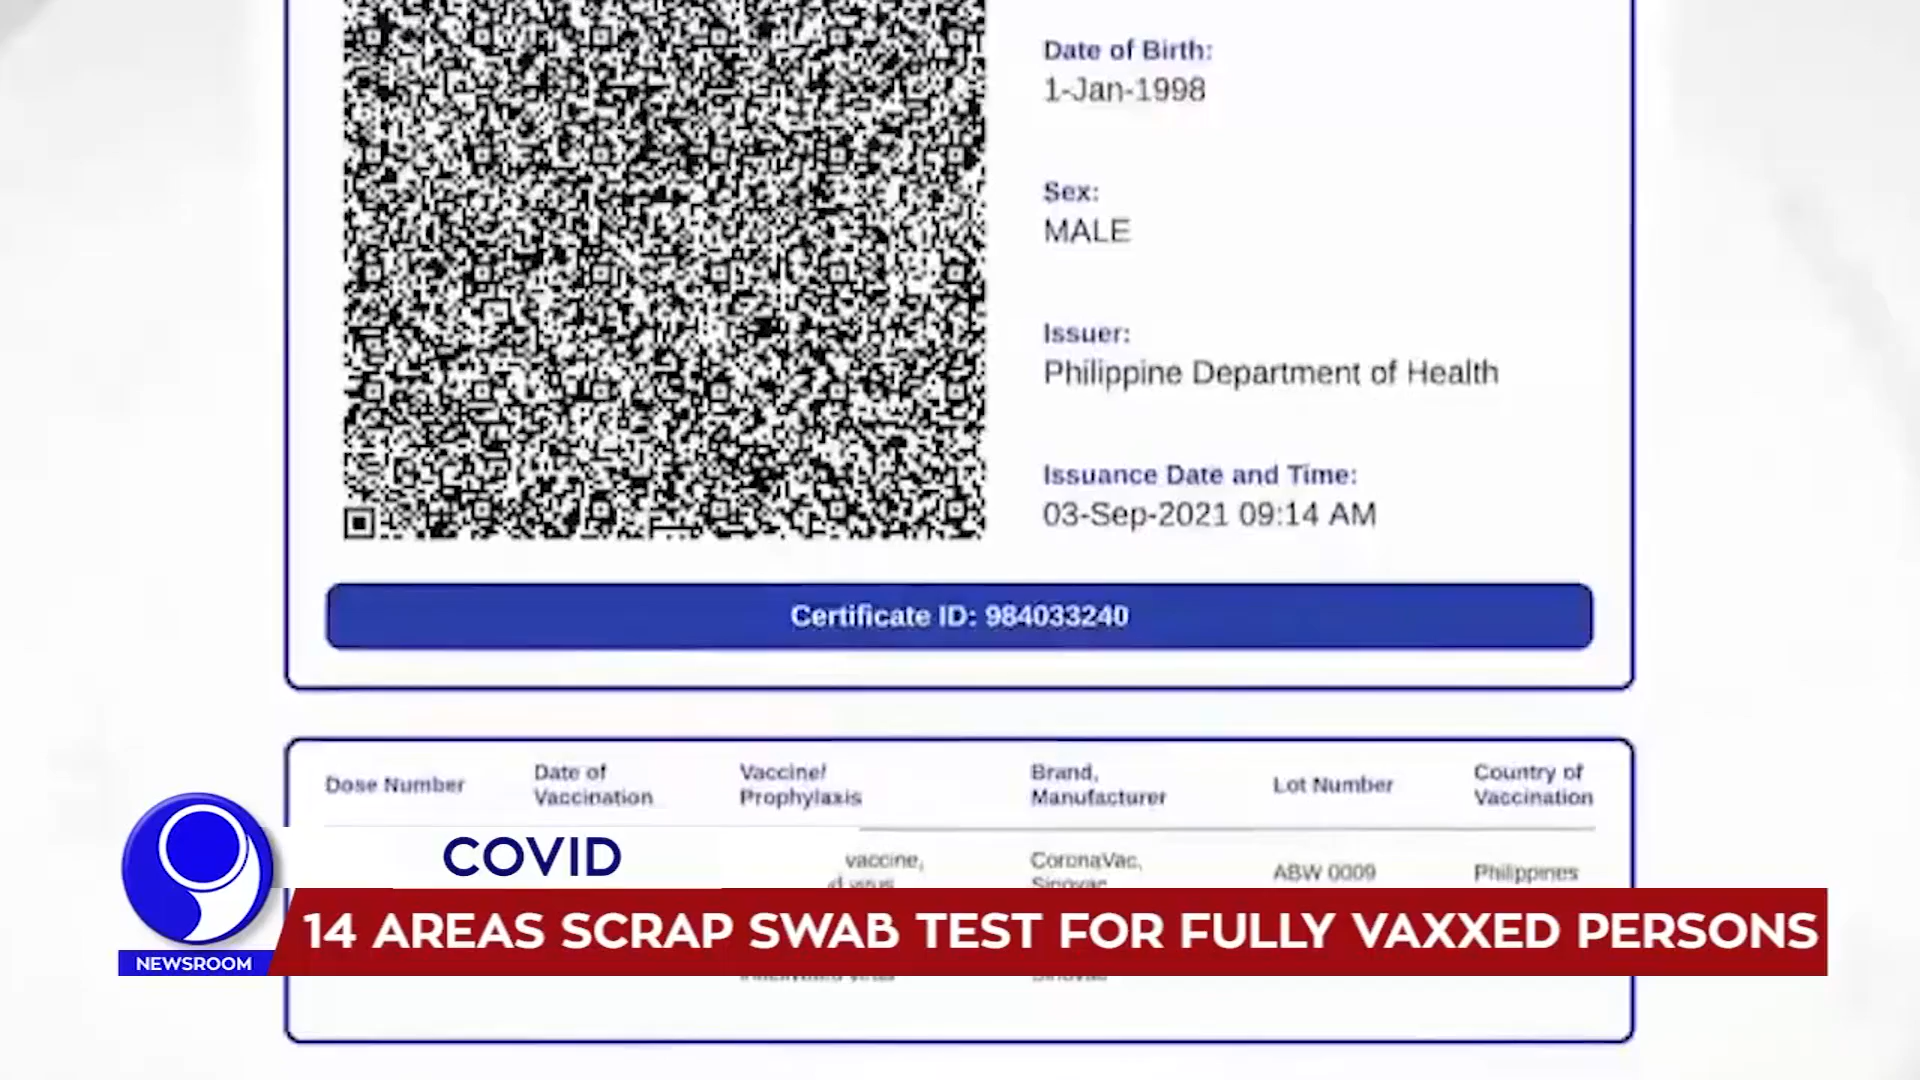 Date of Birth:
1-Jan-1998
Sex:
MALE
Issuer:
Philippine Department of Health
Issuance Date and Time:
03-Sep-2021 09:14 AM
Certificate ID: 984033240
Dose Number
Date of
Vaccination
Vaccine/
Prophylaxis
Brand,
Manufacturer
Lot Number
Country of
Vaccination
vaccine,
CoronaVac,
Sinovac
ABW 0009
Philippines
COVID
14 AREAS SCRAP SWAB TEST FOR FULLY VAXXED PERSONS
NEWSROOM